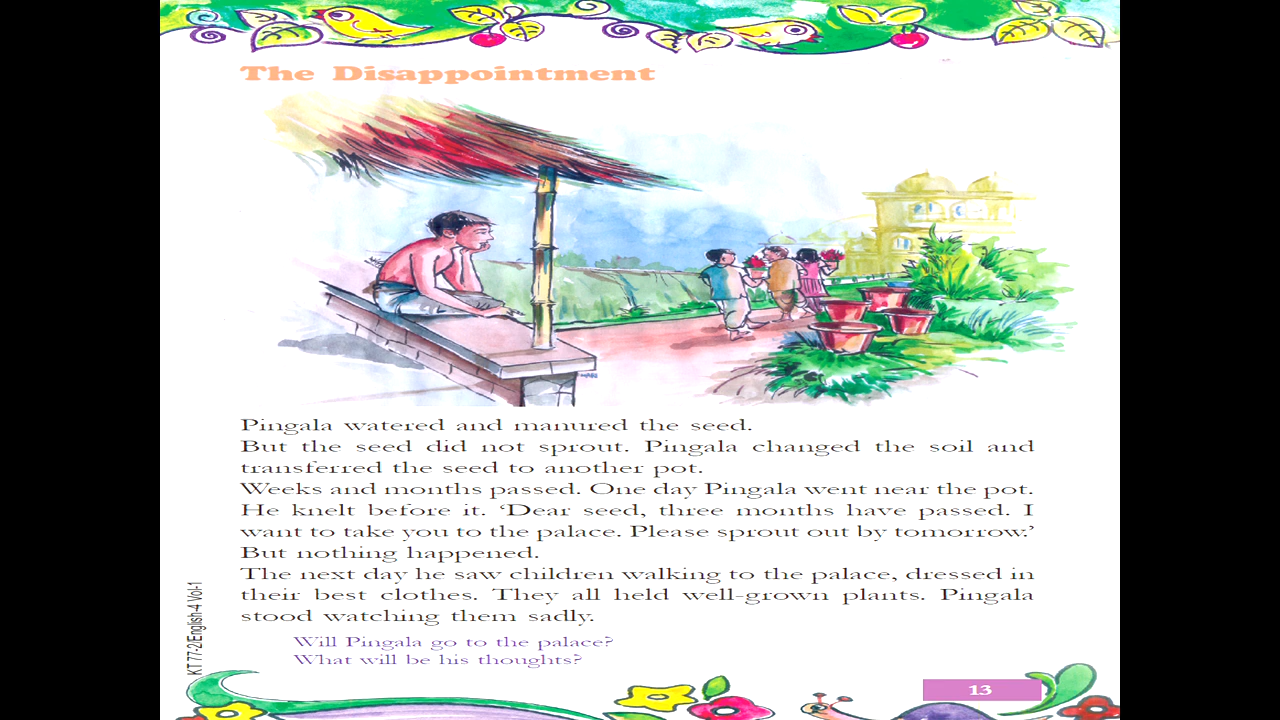 The Disappointment
Pingala watered and manured the seed.
But the seed did not sprout. Pingala changed the soil and
transferred the seed to another pot.
Weeks and months passed. One day Pingala went near the pot.
He knelt before it. ‘Dear seed, three months have passed. I
want to take you to the palace. Please sprout out by tomorrow.’
But nothing happened.
The next day he saw children walking to the palace, dressed in
their best clothes. They all held well-grown plants. Pingala
stood watching them sadly.
Will Pingala go to the palace?
What will be his thoughts?
KT 77-2/English-4 Vol-1
13